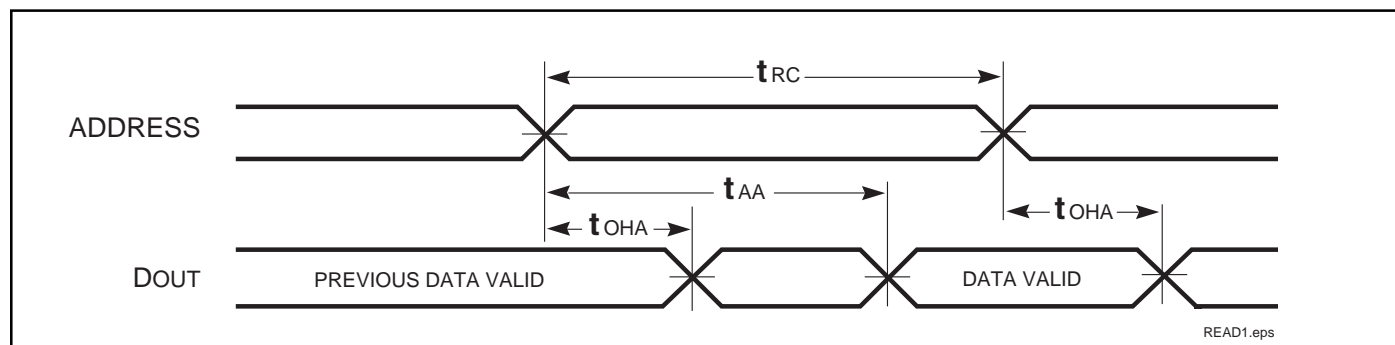 tRC
ADDRESS
tAA
tOHA
tOHA
DOUT
PREVIOUS DATA VALID
DATA VALID
READ1.eps